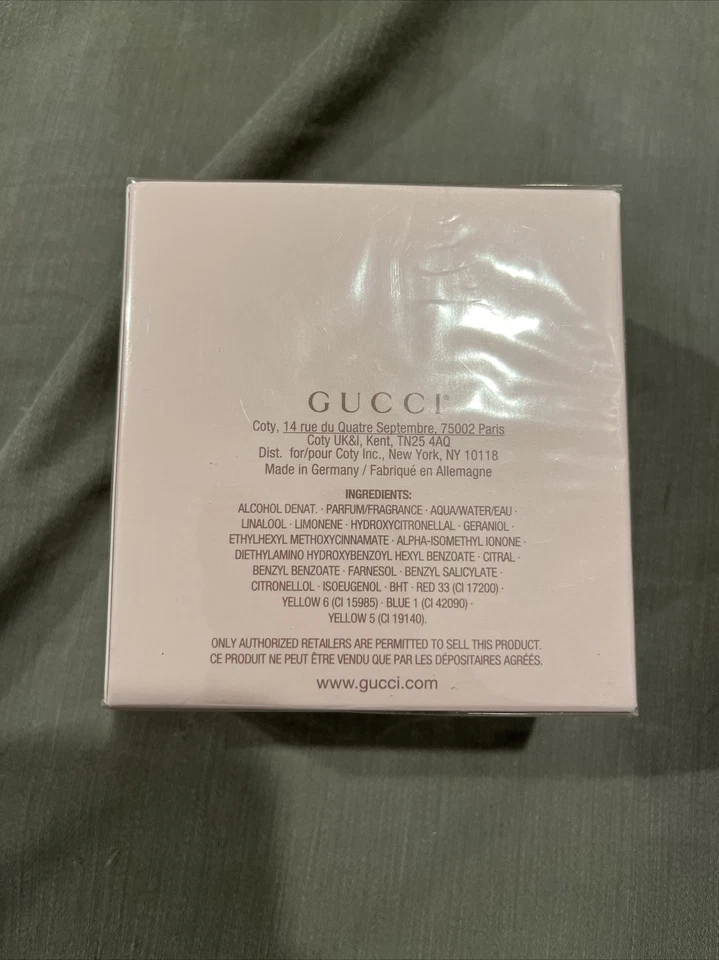 GUCCI®
Coty, 14 rue du Quatre Septembre, 75002 Paris
Coty UK&I, Kent, TN25 4AQ
Dist. for/pour Coty Inc., New York, NY 10118
Made in Germany / Fabriqué en Allemagne
INGREDIENTS:
ALCOHOL DENAT. · PARFUM/FRAGRANCE · AQUA/WATER/EAU ·
LINALOOL · LIMONENE · HYDROXYCITRONELLAL · GERANIOL ·
ETHYLHEXYL METHOXYCINNAMATE · ALPHA-ISOMETHYL IONONE ·
DIETHYLAMINO HYDROXYBENZOYL HEXYL BENZOATE · CITRAL ·
BENZYL BENZOATE · FARNESOL · BENZYL SALICYLATE ·
CITRONELLOL · ISOEUGENOL · BHT · RED 33 (CI 17200) ·
YELLOW 6 (CI 15985) · BLUE 1 (CI 42090) ·
YELLOW 5 (CI 19140).
ONLY AUTHORIZED RETAILERS ARE PERMITTED TO SELL THIS PRODUCT.
CE PRODUIT NE PEUT ÊTRE VENDU QUE PAR LES DÉPOSITAIRES AGRÉÉS.
www.gucci.com